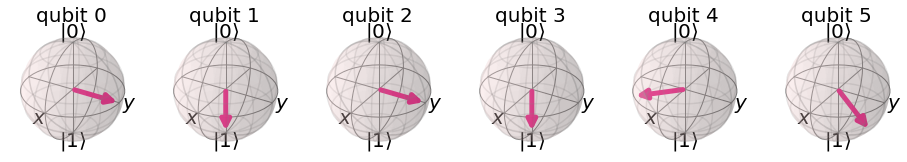 qubit 0 qubit 1 qubit 2 qubit 3 qubit 4 qubit 5
|0⟩ |0⟩ |0⟩ |0⟩ |0⟩ |0⟩
x y x y x y x y x y x y
|1⟩ |1⟩ |1⟩ |1⟩ |1⟩ |1⟩